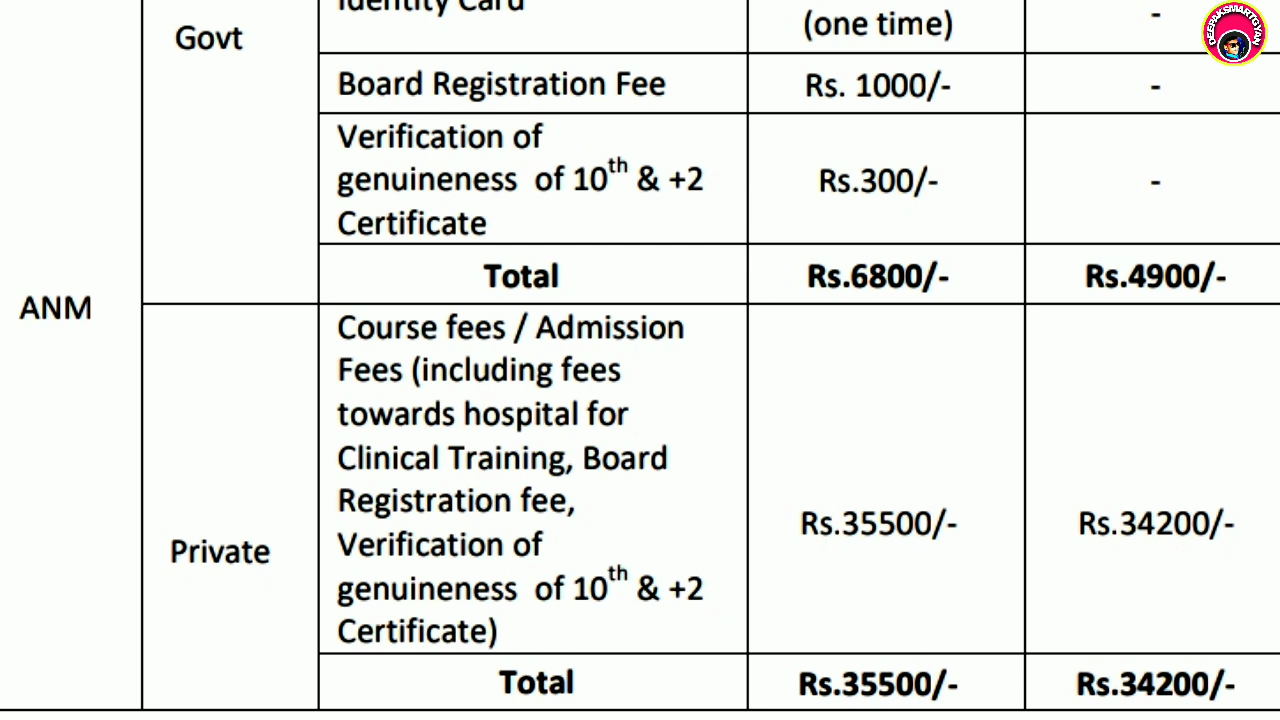 Identity Card
Govt
(one time)
-
DEEPAKSMARTGYAN
Board Registration Fee
Rs. 1000/-
-
Verification of
genuineness of 10th & +2
Certificate
Rs.300/-
-
Total
Rs.6800/-
Rs.4900/-
ANM
Private
Course fees / Admission
Fees (including fees
towards hospital for
Clinical Training, Board
Registration fee,
Verification of
genuineness of 10th & +2
Certificate)
Rs.35500/-
Rs.34200/-
Total
Rs.35500/-
Rs.34200/-